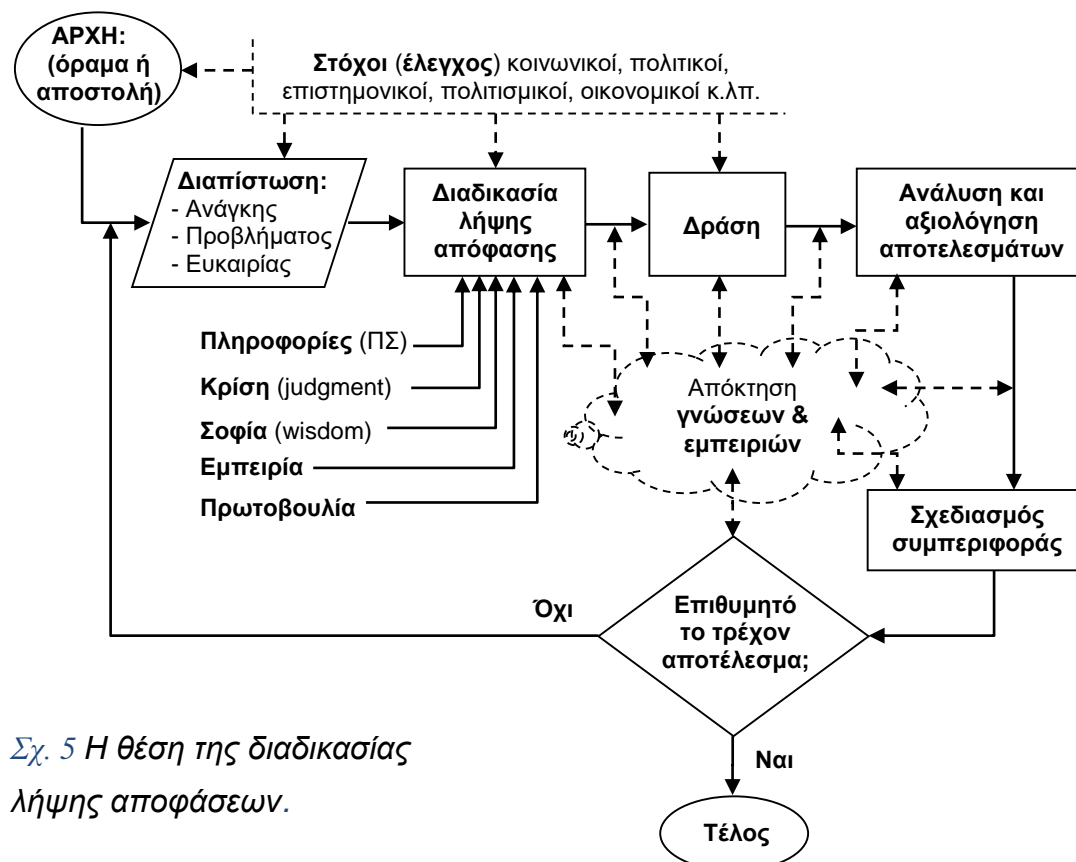 ΑΡΧΗ:
(όραμα ή
αποστολή)
Στόχοι (έλεγχος) κοινωνικοί, πολιτικοί,
επιστημονικοί, πολιτισμικοί, οικονομικοί κ.λπ.
Διαπίστωση:
- Ανάγκης
- Προβλήματος
- Ευκαιρίας
Διαδικασία
λήψης
απόφασης
Δράση
Ανάλυση και
αξιολόγηση
αποτελεσμάτων
Πληροφορίες (ΠΣ)
Κρίση (judgment)
Σοφία (wisdom)
Εμπειρία
Πρωτοβουλία
Απόκτηση
γνώσεων &
εμπειριών
Σχεδιασμός
συμπεριφοράς
Όχι
Επιθυμητό
το τρέχον
αποτέλεσμα;
Ναι
Τέλος
Σχ. 5 Η θέση της διαδικασίας
λήψης αποφάσεων.